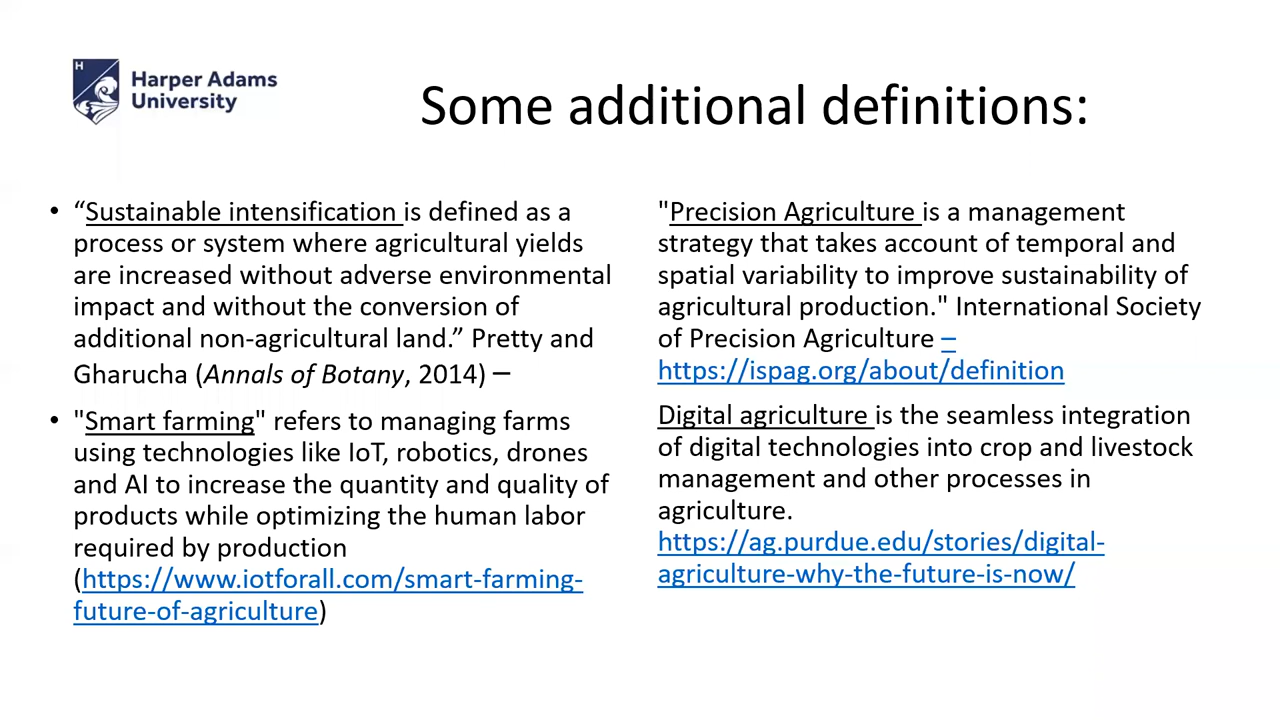 H
Harper Adams
University
Some additional definitions:
• “Sustainable intensification is defined as a
process or system where agricultural yields
are increased without adverse environmental
impact and without the conversion of
additional non-agricultural land.” Pretty and
Gharucha (Annals of Botany, 2014) –
• "Smart farming" refers to managing farms
using technologies like IoT, robotics, drones
and AI to increase the quantity and quality of
products while optimizing the human labor
required by production
(https://www.iotforall.com/smart-farming-
future-of-agriculture)
"Precision Agriculture is a management
strategy that takes account of temporal and
spatial variability to improve sustainability of
agricultural production." International Society
of Precision Agriculture –
https://ispag.org/about/definition
Digital agriculture is the seamless integration
of digital technologies into crop and livestock
management and other processes in
agriculture.
https://ag.purdue.edu/stories/digital-
agriculture-why-the-future-is-now/